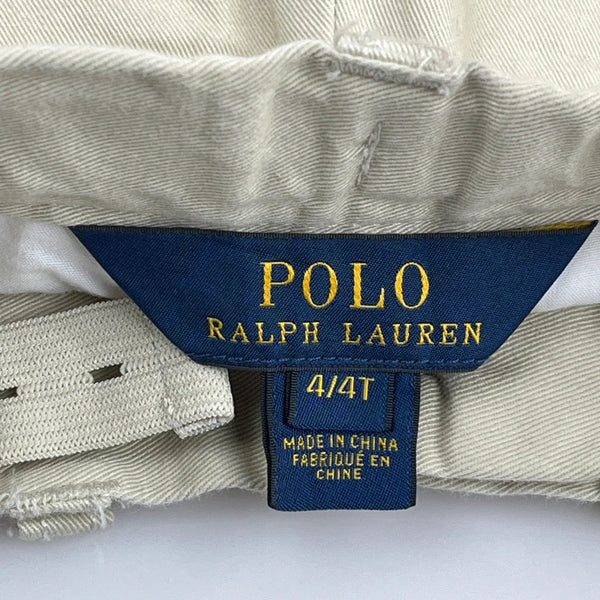 POLO
RALPH LAUREN
4/4T
MADE IN CHINA
FABRIQUÉ EN
CHINE